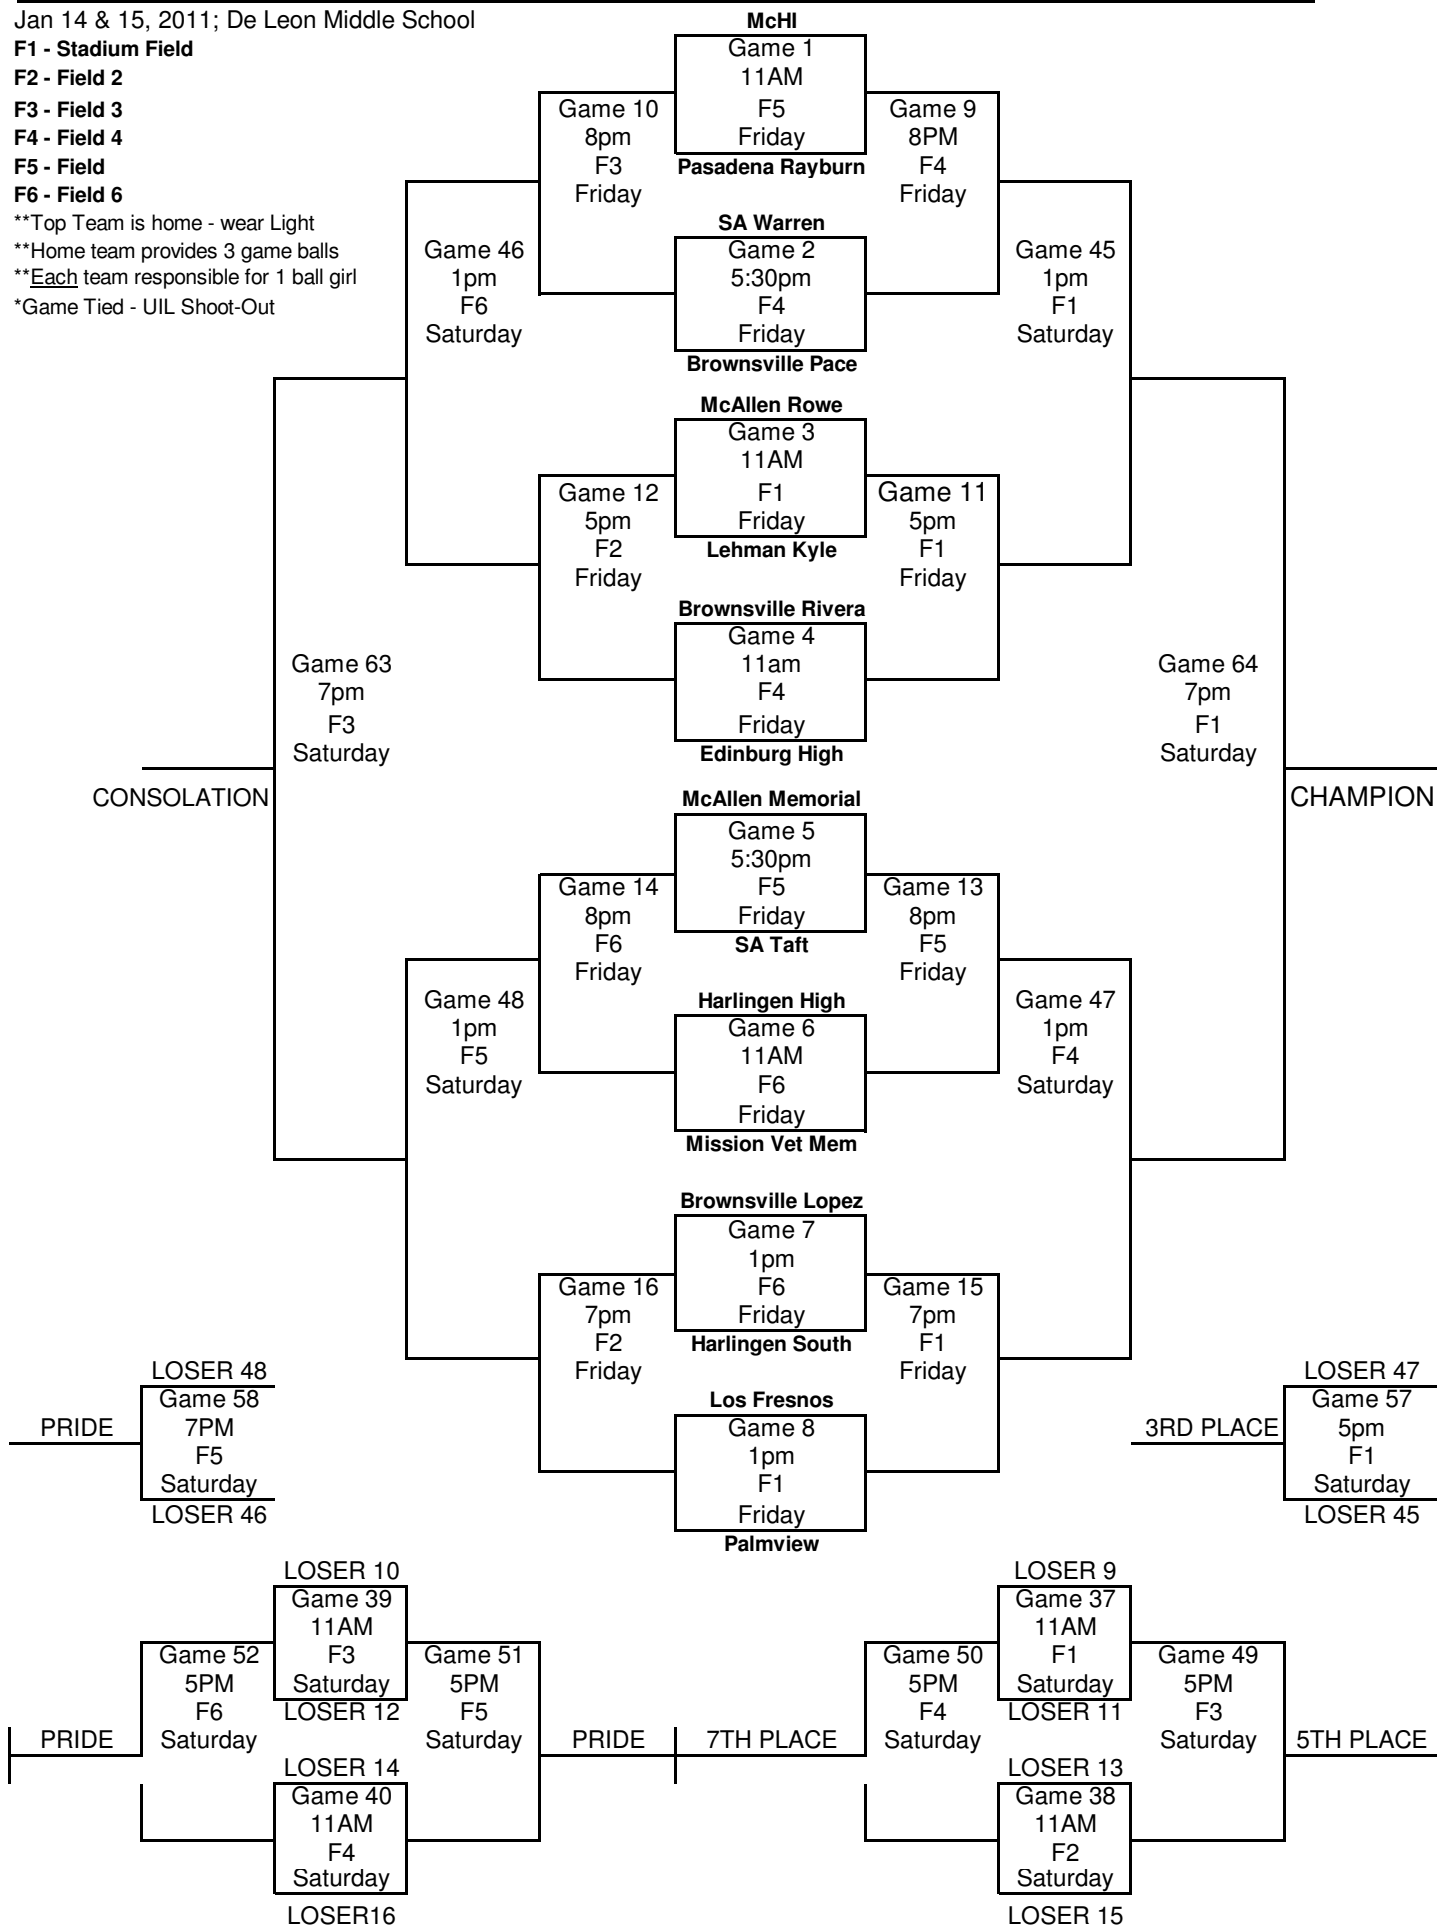 Jan 14 & 15, 2011; De Leon Middle School
F1 - Stadium Field
F2 - Field 2
F3 - Field 3
F4 - Field 4
F5 - Field
F6 - Field 6
**Top Team is home - wear Light
**Home team provides 3 game balls
**Each team responsible for 1 ball girl
*Game Tied - UIL Shoot-Out
McHI
Game 1
11AM
F5
Friday
Pasadena Rayburn
Game 10
8pm
F3
Friday
Game 9
8PM
F4
Friday
SA Warren
Game 2
5:30pm
F4
Friday
Brownsville Pace
Game 46
1pm
F6
Saturday
Game 45
1pm
F1
Saturday
McAllen Rowe
Game 3
11AM
F1
Friday
Lehman Kyle
Game 12
5pm
F2
Friday
Game 11
5pm
F1
Friday
Brownsville Rivera
Game 4
11am
F4
Friday
Edinburg High
Game 63
7pm
F3
Saturday
Game 64
7pm
F1
Saturday
CONSOLATION
CHAMPION
McAllen Memorial
Game 5
5:30pm
F5
Friday
SA Taft
Game 14
8pm
F6
Friday
Game 13
8pm
F5
Friday
Harlingen High
Game 6
11AM
F6
Friday
Mission Vet Mem
Game 48
1pm
F5
Saturday
Game 47
1pm
F4
Saturday
Brownsville Lopez
Game 7
1pm
F6
Friday
Harlingen South
Game 16
7pm
F2
Friday
Game 15
7pm
F1
Friday
Los Fresnos
Game 8
1pm
F1
Friday
Palmview
LOSER 48
Game 58
7PM
F5
Saturday
LOSER 46
PRIDE
LOSER 47
Game 57
5pm
F1
Saturday
LOSER 45
3RD PLACE
LOSER 10
Game 39
11AM
F3
Saturday
LOSER 12
Game 52
5PM
F6
Saturday
Game 51
5PM
F5
Saturday
PRIDE
PRIDE
LOSER 14
Game 40
11AM
F4
Saturday
LOSER16
LOSER 9
Game 37
11AM
F1
Saturday
LOSER 11
Game 50
5PM
F4
Saturday
Game 49
5PM
F3
Saturday
7TH PLACE
5TH PLACE
LOSER 13
Game 38
11AM
F2
Saturday
LOSER 15